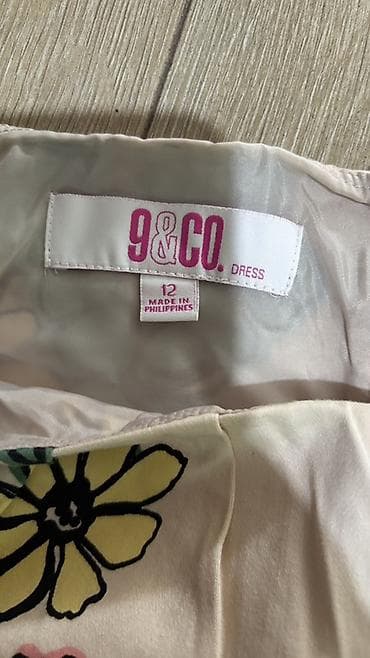 9&CO. DRESS
12
MADE IN
PHILIPPINES